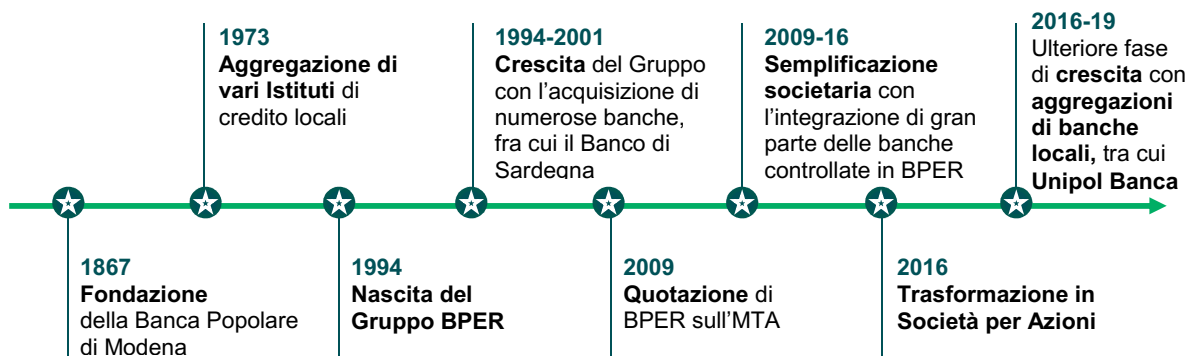 1973
Aggregazione di
vari Istituti di
credito locali
1994-2001
Crescita del Gruppo
con l’acquisizione di
numerose banche,
fra cui il Banco di
Sardegna
2009-16
Semplificazione
societaria con
l’integrazione di gran
parte delle banche
controllate in BPER
2016-19
Ulteriore fase
di crescita con
aggregazioni
di banche
locali, tra cui
Unipol Banca
1867
Fondazione
della Banca Popolare
di Modena
1994
Nascita del
Gruppo BPER
2009
Quotazione di
BPER sull’MTA
2016
Trasformazione in
Società per Azioni